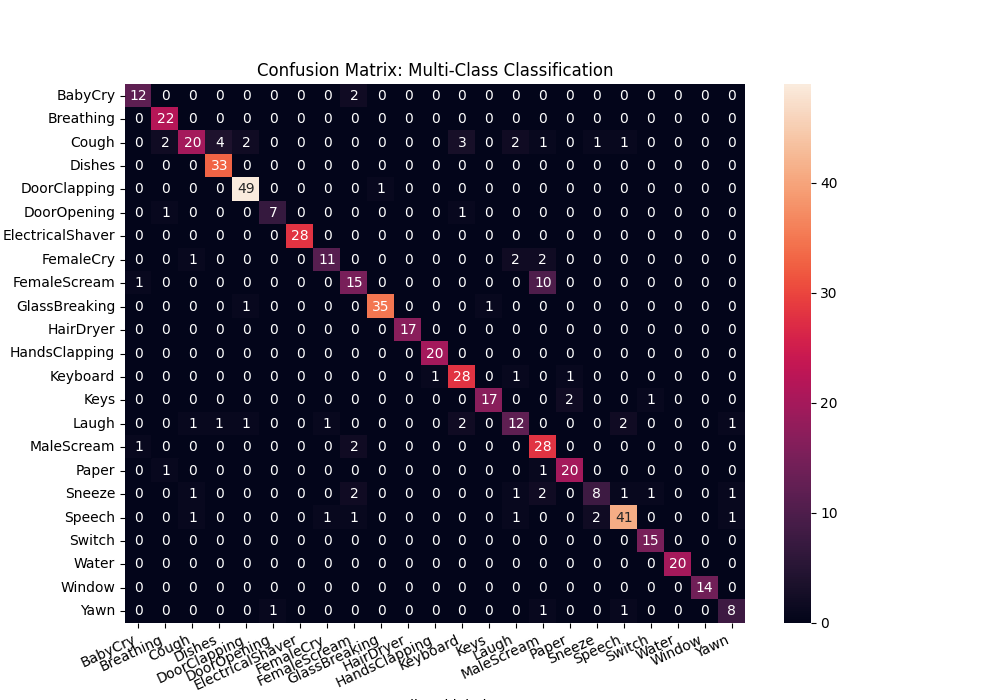 Confusion Matrix: Multi-Class Classification
BabyCry 12 0 0 0 0 0 0 0 2 0 0 0 0 0 0 0 0 0 0 0 0 0 0
Breathing 0 22 0 0 0 0 0 0 0 0 0 0 0 0 0 0 0 0 0 0 0 0 0
Cough 0 2 20 4 2 0 0 0 0 0 0 0 3 0 2 1 0 1 1 0 0 0 0
Dishes 0 0 0 33 0 0 0 0 0 0 0 0 0 0 0 0 0 0 0 0 0 0 0
DoorClapping 0 0 0 0 49 0 0 0 0 1 0 0 0 0 0 0 0 0 0 0 0 0 0
DoorOpening 0 1 0 0 0 7 0 0 0 0 0 0 1 0 0 0 0 0 0 0 0 0 0
ElectricalShaver 0 0 0 0 0 0 28 0 0 0 0 0 0 0 0 0 0 0 0 0 0 0 0
FemaleCry 0 0 1 0 0 0 0 11 0 0 0 0 0 0 2 2 0 0 0 0 0 0 0
FemaleScream 1 0 0 0 0 0 0 0 15 0 0 0 0 0 0 10 0 0 0 0 0 0 0
GlassBreaking 0 0 0 0 1 0 0 0 0 35 0 0 0 1 0 0 0 0 0 0 0 0 0
HairDryer 0 0 0 0 0 0 0 0 0 0 17 0 0 0 0 0 0 0 0 0 0 0 0
HandsClapping 0 0 0 0 0 0 0 0 0 0 0 20 0 0 0 0 0 0 0 0 0 0 0
Keyboard 0 0 0 0 0 0 0 0 0 0 0 1 28 0 1 0 1 0 0 0 0 0 0
Keys 0 0 0 0 0 0 0 0 0 0 0 0 0 17 0 0 2 0 0 1 0 0 0
Laugh 0 0 1 1 1 0 0 1 0 0 0 0 2 0 12 0 0 0 2 0 0 0 1
MaleScream 1 0 0 0 0 0 0 0 2 0 0 0 0 0 0 28 0 0 0 0 0 0 0
Paper 0 1 0 0 0 0 0 0 0 0 0 0 0 0 0 1 20 0 0 0 0 0 0
Sneeze 0 0 1 0 0 0 0 0 2 0 0 0 0 0 1 2 0 8 1 1 0 0 1
Speech 0 0 1 0 0 0 0 1 1 0 0 0 0 0 1 0 0 2 41 0 0 0 1
Switch 0 0 0 0 0 0 0 0 0 0 0 0 0 0 0 0 0 0 0 15 0 0 0
Water 0 0 0 0 0 0 0 0 0 0 0 0 0 0 0 0 0 0 0 0 20 0 0
Window 0 0 0 0 0 0 0 0 0 0 0 0 0 0 0 0 0 0 0 0 0 14 0
Yawn 0 0 0 0 0 1 0 0 0 0 0 0 0 0 0 1 0 0 1 0 0 0 8
BabyCry Breathing Cough Dishes DoorClapping DoorOpening ElectricalShaver FemaleCry FemaleScream GlassBreaking HairDryer HandsClapping Keyboard Keys Laugh MaleScream Paper Sneeze Speech Switch Water Window Yawn
40
30
20
10
0